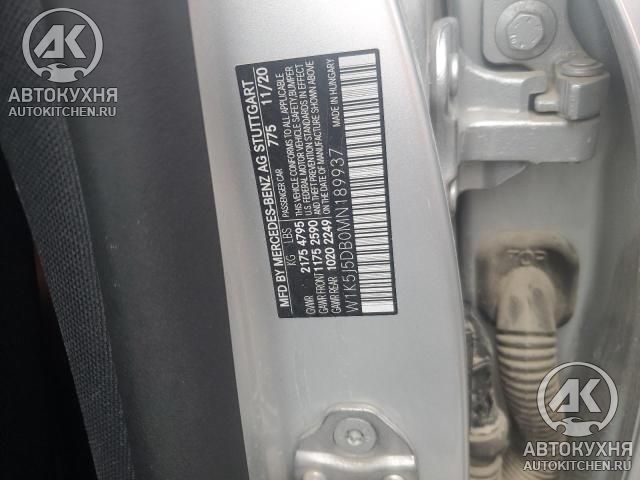 АВТОКУХНЯ
AUTOKITCHEN.RU
MFD BY MERCEDES-BENZ AG STUTTGART
PASSENGER CAR 775 11/20
KG LBS THIS VEHICLE CONFORMS TO ALL APPLICABLE
GVWR 2175 4795 U.S. FEDERAL MOTOR VEHICLE SAFETY, BUMPER
GAWR FRONT 1175 2590 AND THEFT PREVENTION STANDARDS IN EFFECT
GAWR REAR 1020 2249 ON THE DATE OF MANUFACTURE SHOWN ABOVE
W1K5J5DB0MN189937 MADE IN HUNGARY
TOP
АВТОКУХНЯ
AUTOKITCHEN.RU